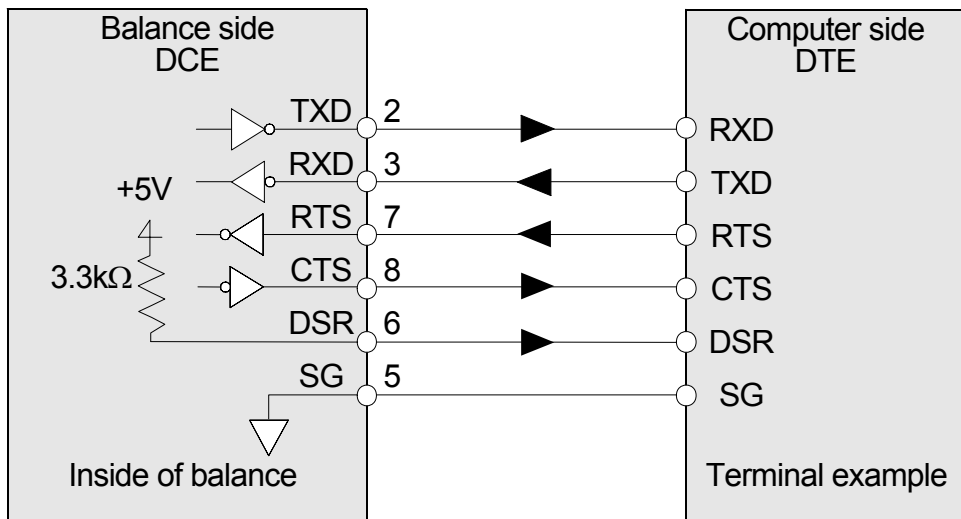 Balance side
DCE
Computer side
DTE
TXD 2
RXD
RXD 3
TXD
+5V
RTS 7
RTS
3.3kΩ
CTS 8
CTS
DSR 6
DSR
SG 5
SG
Inside of balance
Terminal example